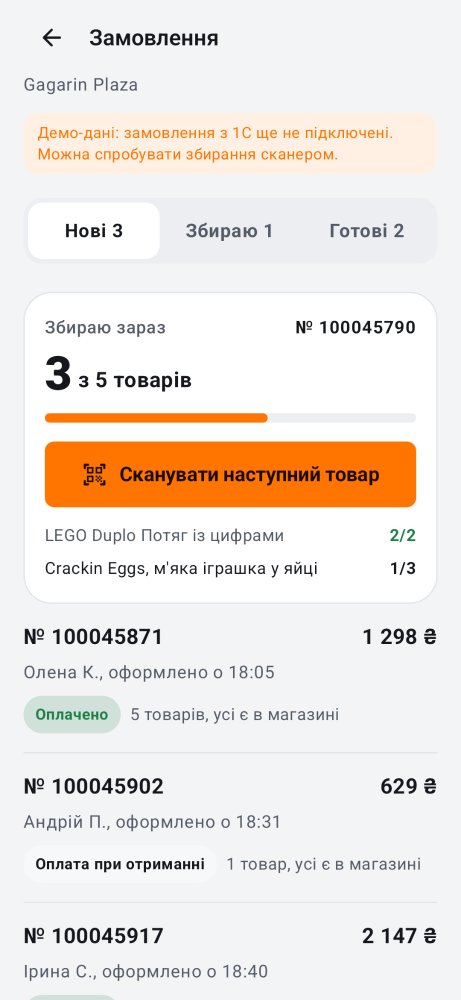 Замовлення
Gagarin Plaza
Демо-дані: замовлення з 1С ще не підключені.
Можна спробувати збирання сканером.
Нові 3
Збираю 1
Готові 2
Збираю зараз
№ 100045790
3 з 5 товарів
Сканувати наступний товар
LEGO Duplo Потяг із цифрами
2/2
Crackin Eggs, м'яка іграшка у яйці
1/3
№ 100045871
1 298 ₴
Олена К., оформлено о 18:05
Оплачено
5 товарів, усі є в магазині
№ 100045902
629 ₴
Андрій П., оформлено о 18:31
Оплата при отриманні
1 товар, усі є в магазині
№ 100045917
2 147 ₴
Ірина С., оформлено о 18:40